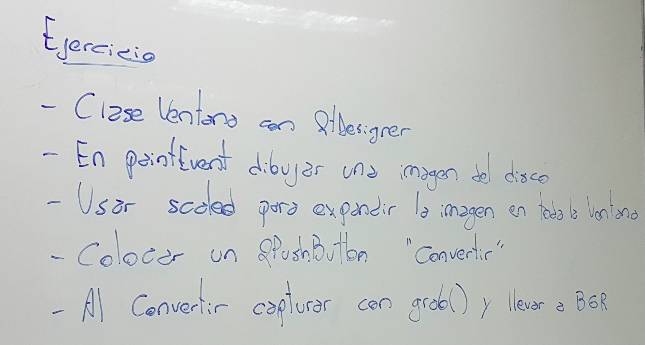 Ejercicio
- Clase Ventana con QtDesigner
- En paintEvent dibujar una imagen del disco
- Usar scaled para expandir la imagen en toda la ventana
- Colocar un QPushButton "Convertir"
- Al Convertir capturar con grab() y llevar a BGR